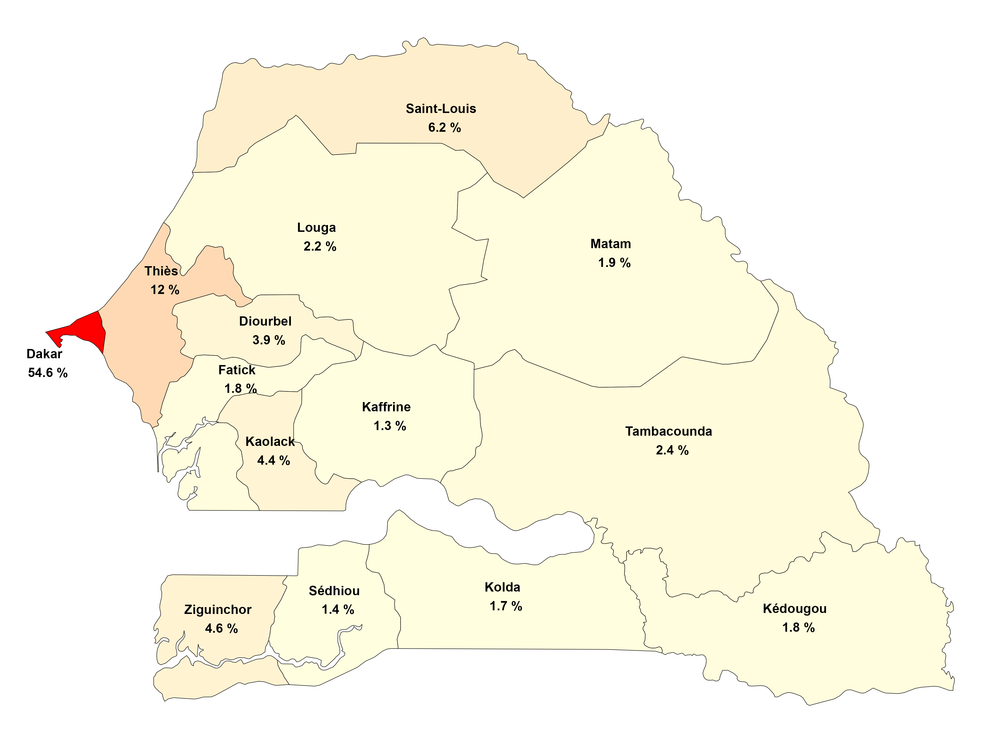 Saint-Louis
6.2 %
Louga
2.2 %
Matam
1.9 %
Thiès
12 %
Diourbel
3.9 %
Dakar
54.6 %
Fatick
1.8 %
Kaffrine
1.3 %
Kaolack
4.4 %
Tambacounda
2.4 %
Ziguinchor
4.6 %
Sédhiou
1.4 %
Kolda
1.7 %
Kédougou
1.8 %